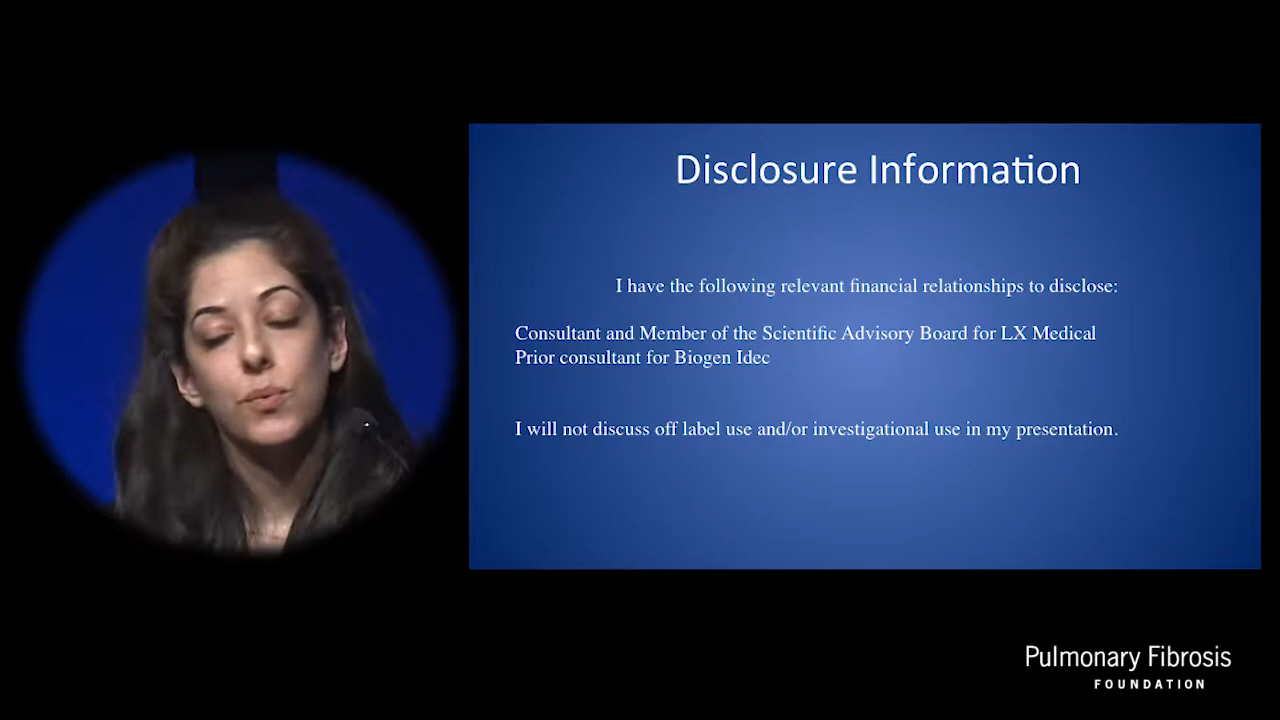 Disclosure Information
I have the following relevant financial relationships to disclose:
Consultant and Member of the Scientific Advisory Board for LX Medical
Prior consultant for Biogen Idec
I will not discuss off label use and/or investigational use in my presentation.
Pulmonary Fibrosis
FOUNDATION